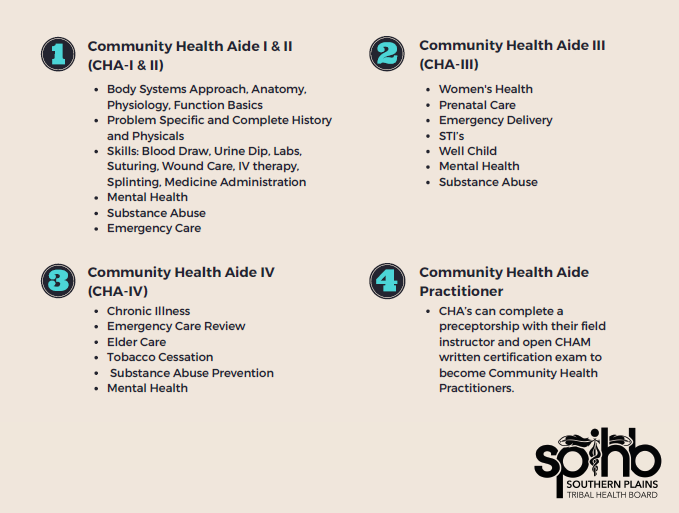 1
Community Health Aide I & II
(CHA-I & II)
• Body Systems Approach, Anatomy,
Physiology, Function Basics
• Problem Specific and Complete History
and Physicals
• Skills: Blood Draw, Urine Dip, Labs,
Suturing, Wound Care, IV therapy,
Splinting, Medicine Administration
• Mental Health
• Substance Abuse
• Emergency Care
2
Community Health Aide III
(CHA-III)
• Women's Health
• Prenatal Care
• Emergency Delivery
• STI's
• Well Child
• Mental Health
• Substance Abuse
3
Community Health Aide IV
(CHA-IV)
• Chronic Illness
• Emergency Care Review
• Elder Care
• Tobacco Cessation
• Substance Abuse Prevention
• Mental Health
4
Community Health Aide
Practitioner
• CHA's can complete a
preceptorship with their field
instructor and open CHAM
written certification exam to
become Community Health
Practitioners.
spthb
SOUTHERN PLAINS
TRIBAL HEALTH BOARD